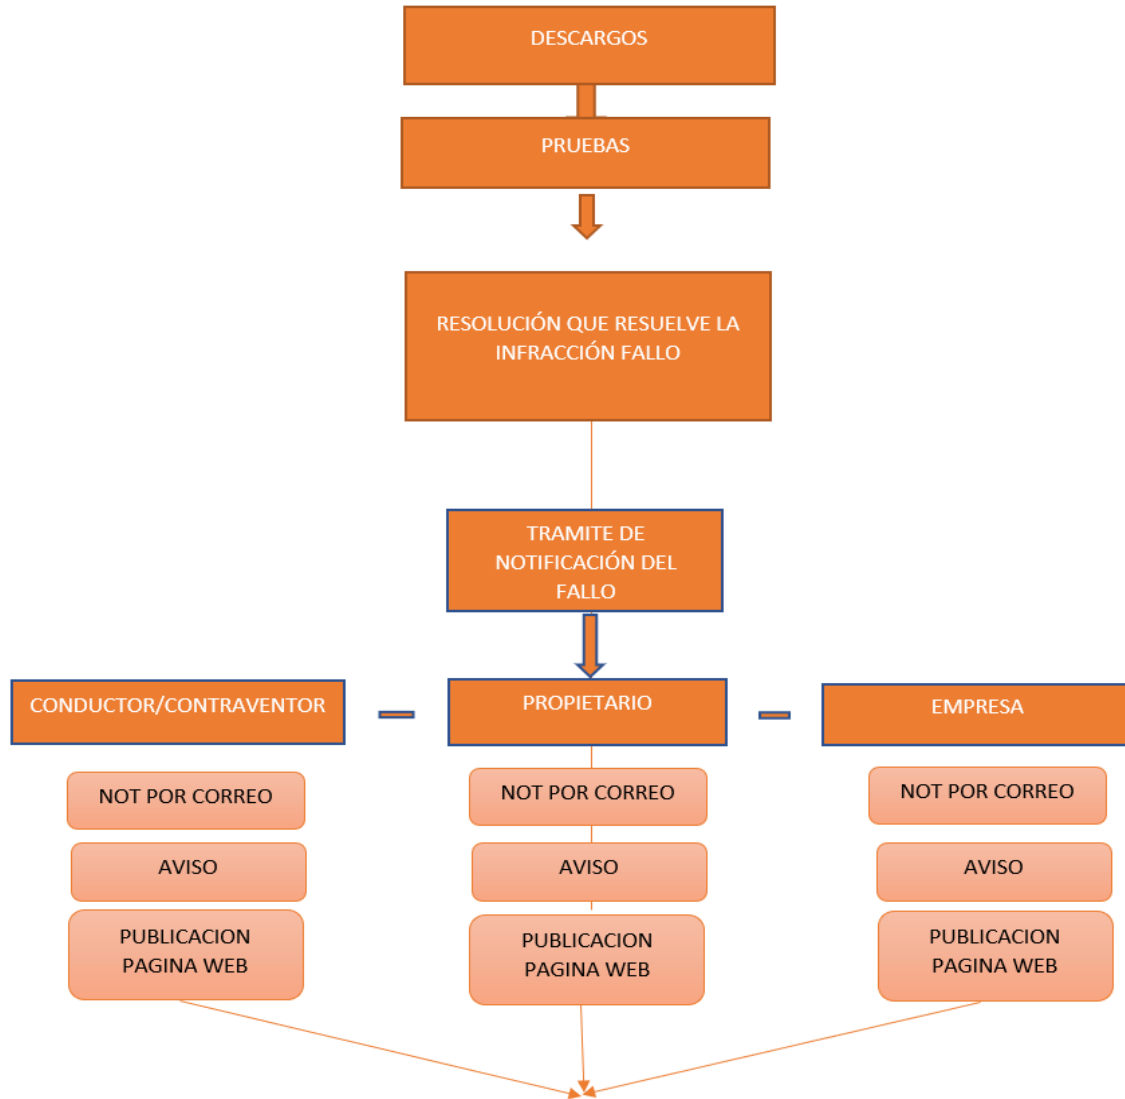 DESCARGOS
PRUEBAS
RESOLUCIÓN QUE RESUELVE LA
INFRACCIÓN FALLO
TRAMITE DE
NOTIFICACIÓN DEL
FALLO
CONDUCTOR/CONTRAVENTOR
PROPIETARIO
EMPRESA
NOT POR CORREO
NOT POR CORREO
NOT POR CORREO
AVISO
AVISO
AVISO
PUBLICACION
PAGINA WEB
PUBLICACION
PAGINA WEB
PUBLICACION
PAGINA WEB